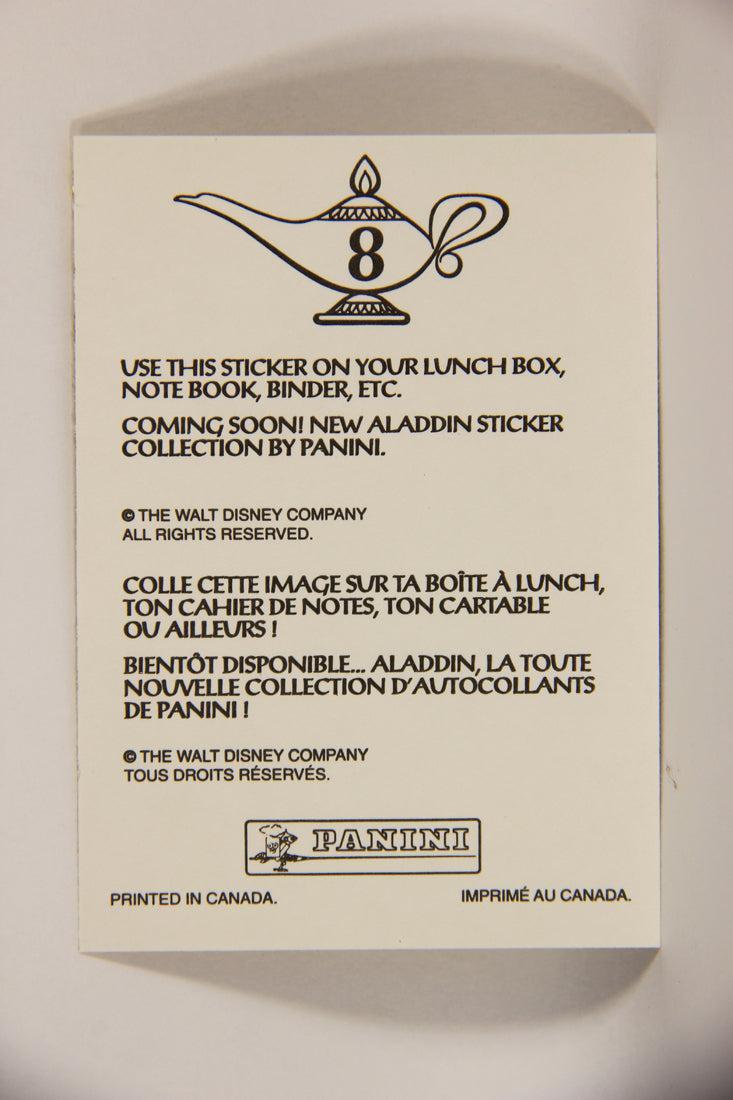 8
USE THIS STICKER ON YOUR LUNCH BOX,
NOTE BOOK, BINDER, ETC.
COMING SOON! NEW ALADDIN STICKER
COLLECTION BY PANINI.
© THE WALT DISNEY COMPANY
ALL RIGHTS RESERVED.
COLLE CETTE IMAGE SUR TA BOÎTE À LUNCH,
TON CAHIER DE NOTES, TON CARTABLE
OU AILLEURS !
BIENTÔT DISPONIBLE... ALADDIN, LA TOUTE
NOUVELLE COLLECTION D'AUTOCOLLANTS
DE PANINI !
© THE WALT DISNEY COMPANY
TOUS DROITS RÉSERVÉS.
PANINI
PRINTED IN CANADA. IMPRIMÉ AU CANADA.